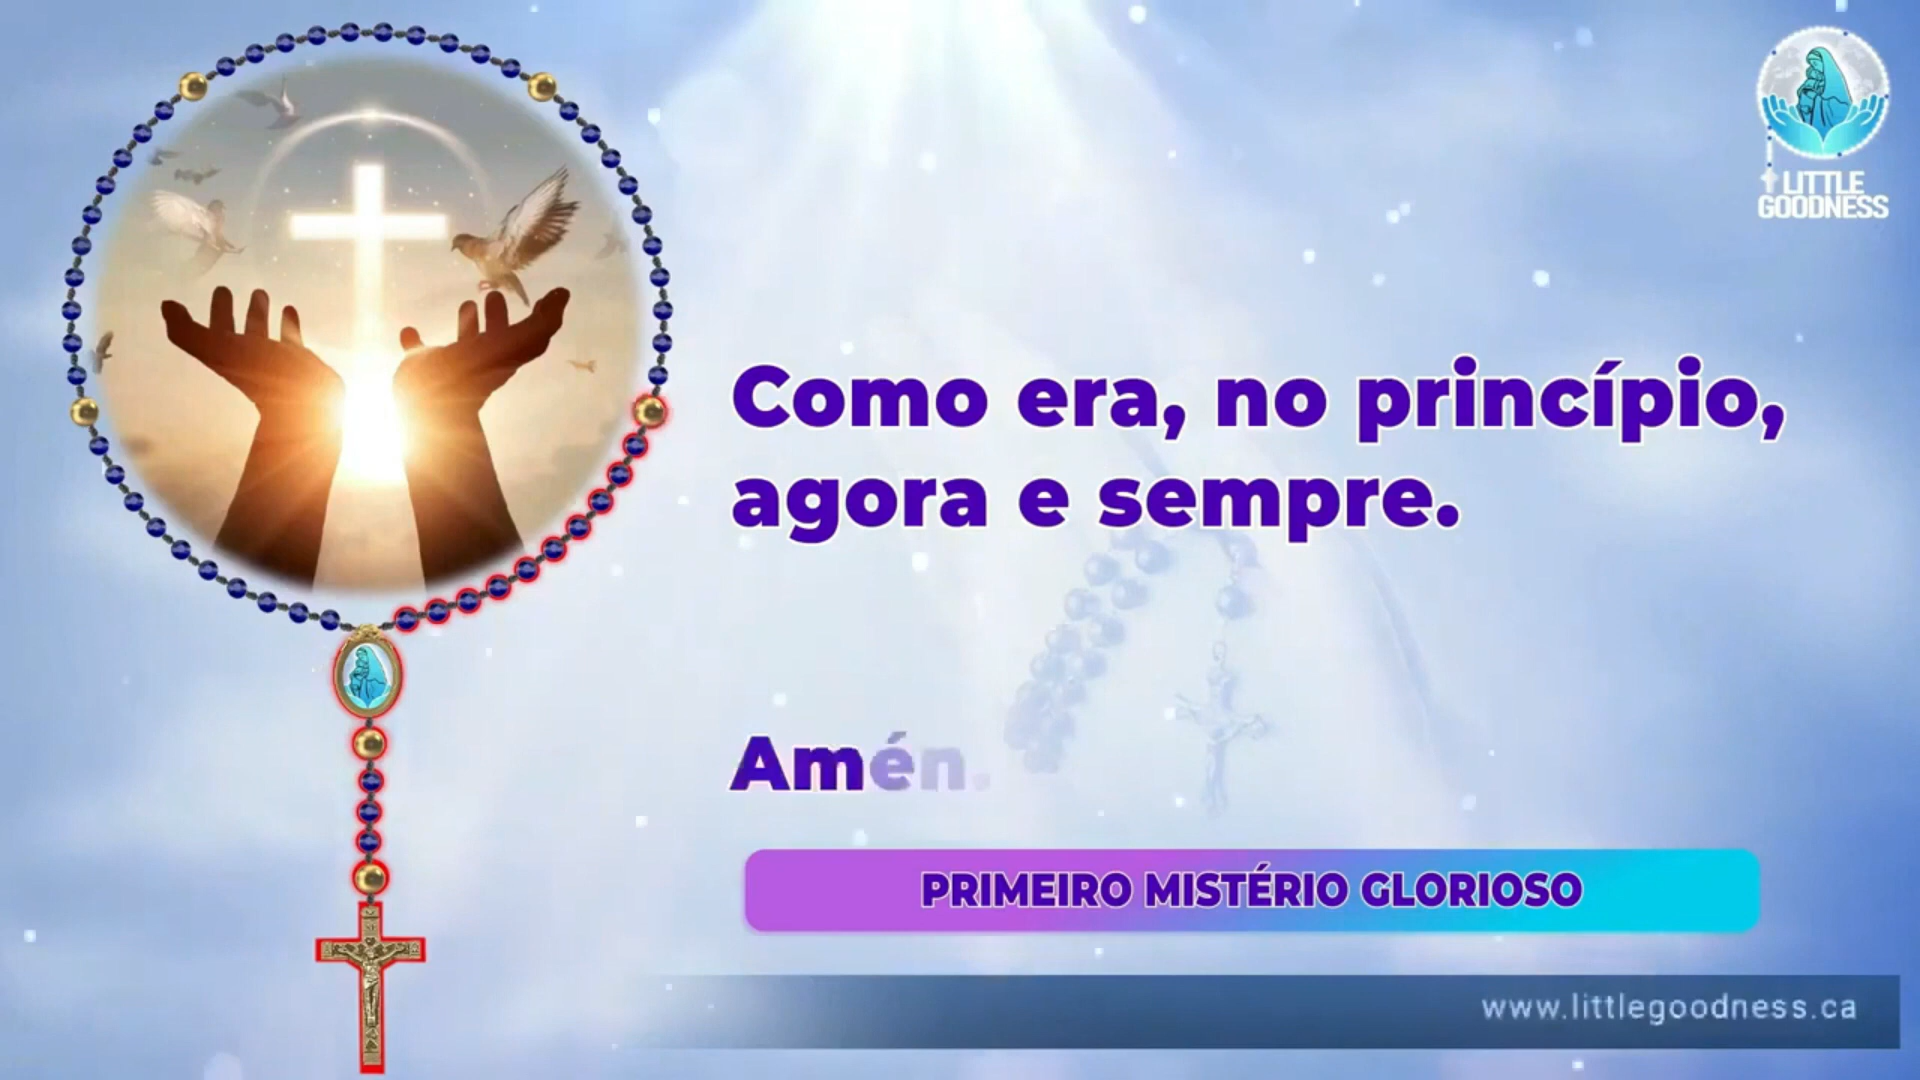 LITTLE
GOODNESS
Como era, no princípio,
agora e sempre.
Amén.
PRIMEIRO MISTÉRIO GLORIOSO
www.littlegoodness.ca